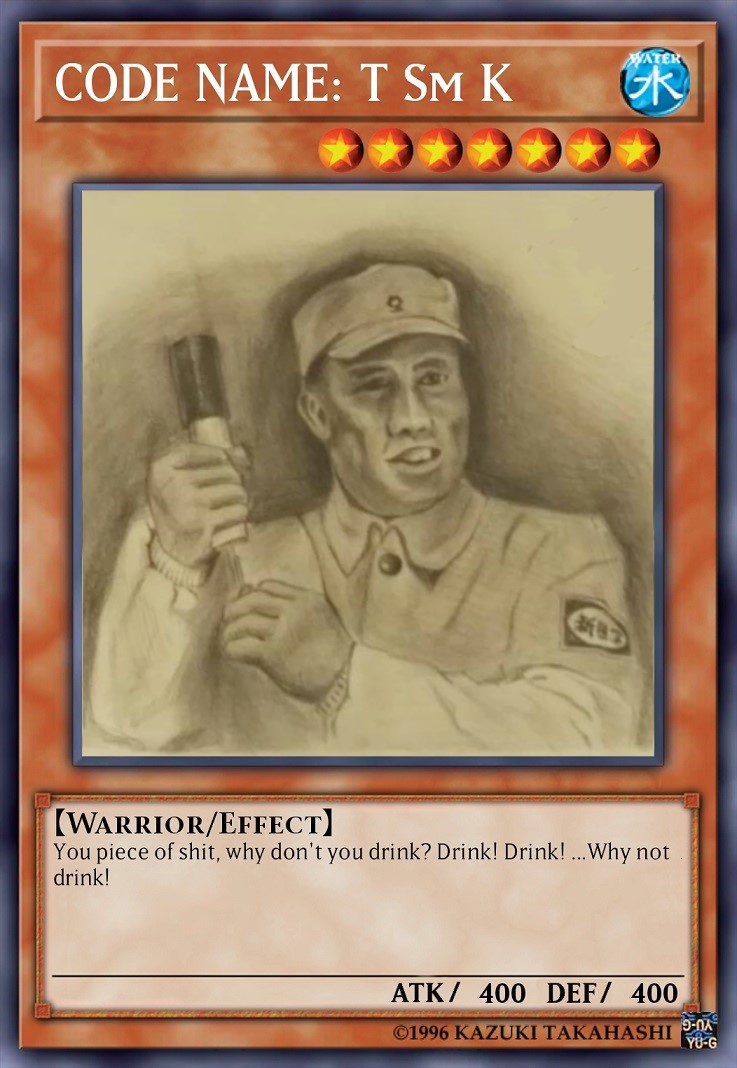 CODE NAME: T Sm K
WATER
水
【WARRIOR/EFFECT】
You piece of shit, why don't you drink? Drink! Drink! ...Why not
drink!
ATK/ 400 DEF/ 400
©1996 KAZUKI TAKAHASHI
YU-G